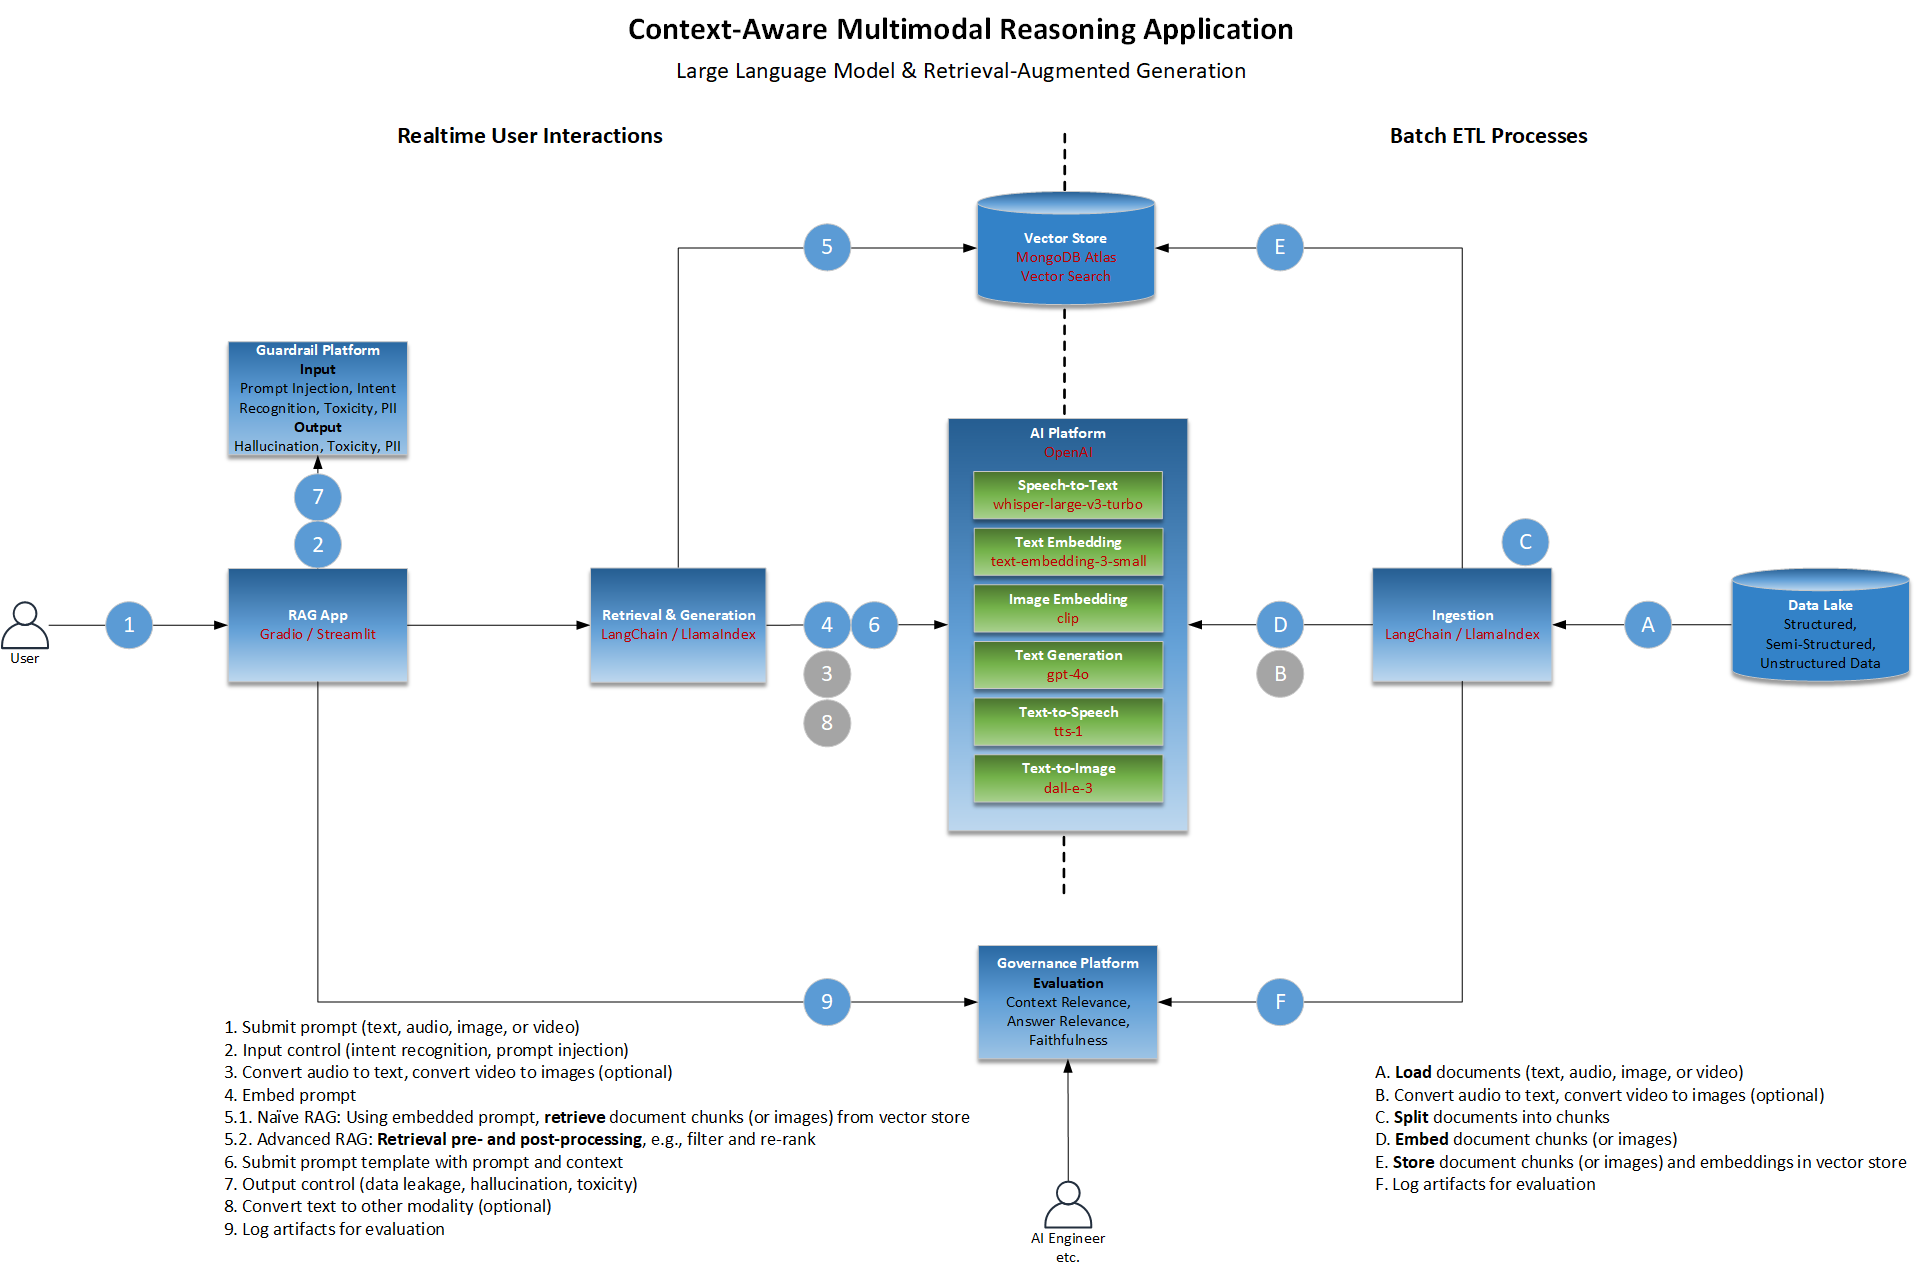 Context-Aware Multimodal Reasoning Application
Large Language Model & Retrieval-Augmented Generation
Realtime User Interactions
Batch ETL Processes
Vector Store
MongoDB Atlas
Vector Search
5
E
Guardrail Platform
Input
Prompt Injection, Intent
Recognition, Toxicity, PII
Output
Hallucination, Toxicity, PII
7
2
AI Platform
OpenAI
Speech-to-Text
whisper-large-v3-turbo
Text Embedding
text-embedding-3-small
Image Embedding
clip
Text Generation
gpt-4o
Text-to-Speech
tts-1
Text-to-Image
dall-e-3
User
1
RAG App
Gradio / Streamlit
Retrieval & Generation
LangChain / LlamaIndex
4
6
3
8
D
B
C
Ingestion
LangChain / LlamaIndex
A
Data Lake
Structured,
Semi-Structured,
Unstructured Data
9
Governance Platform
Evaluation
Context Relevance,
Answer Relevance,
Faithfulness
F
AI Engineer
etc.
1. Submit prompt (text, audio, image, or video)
2. Input control (intent recognition, prompt injection)
3. Convert audio to text, convert video to images (optional)
4. Embed prompt
5.1. Naïve RAG: Using embedded prompt, retrieve document chunks (or images) from vector store
5.2. Advanced RAG: Retrieval pre- and post-processing, e.g., filter and re-rank
6. Submit prompt template with prompt and context
7. Output control (data leakage, hallucination, toxicity)
8. Convert text to other modality (optional)
9. Log artifacts for evaluation
A. Load documents (text, audio, image, or video)
B. Convert audio to text, convert video to images (optional)
C. Split documents into chunks
D. Embed document chunks (or images)
E. Store document chunks (or images) and embeddings in vector store
F. Log artifacts for evaluation